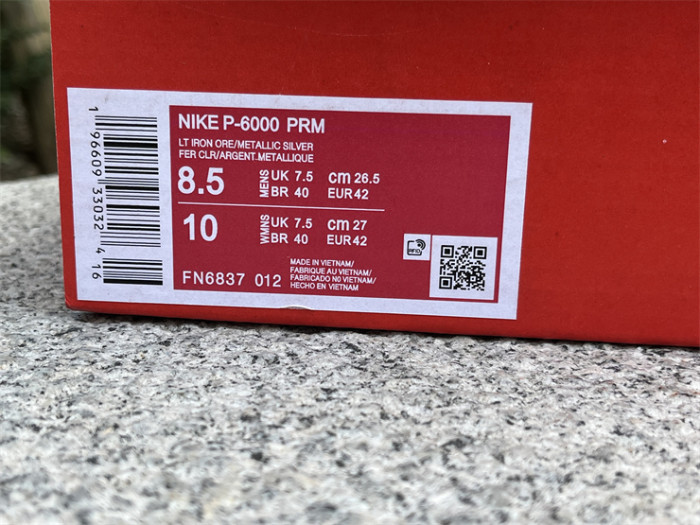 NIKE P-6000 PRM
LT IRON ORE/METALLIC SILVER
FER CLR/ARGENT.METALLIQUE
8.5 MENS UK 7.5 cm 26.5
BR 40 EUR 42
10 WMNS UK 7.5 cm 27
BR 40 EUR 42
MADE IN VIETNAM/
FABRIQUE AU VIETNAM/
FABRICADO N0 VIETNAM/
HECHO EN VIETNAM
FN6837 012
RFID
1 96609 33032 4 16